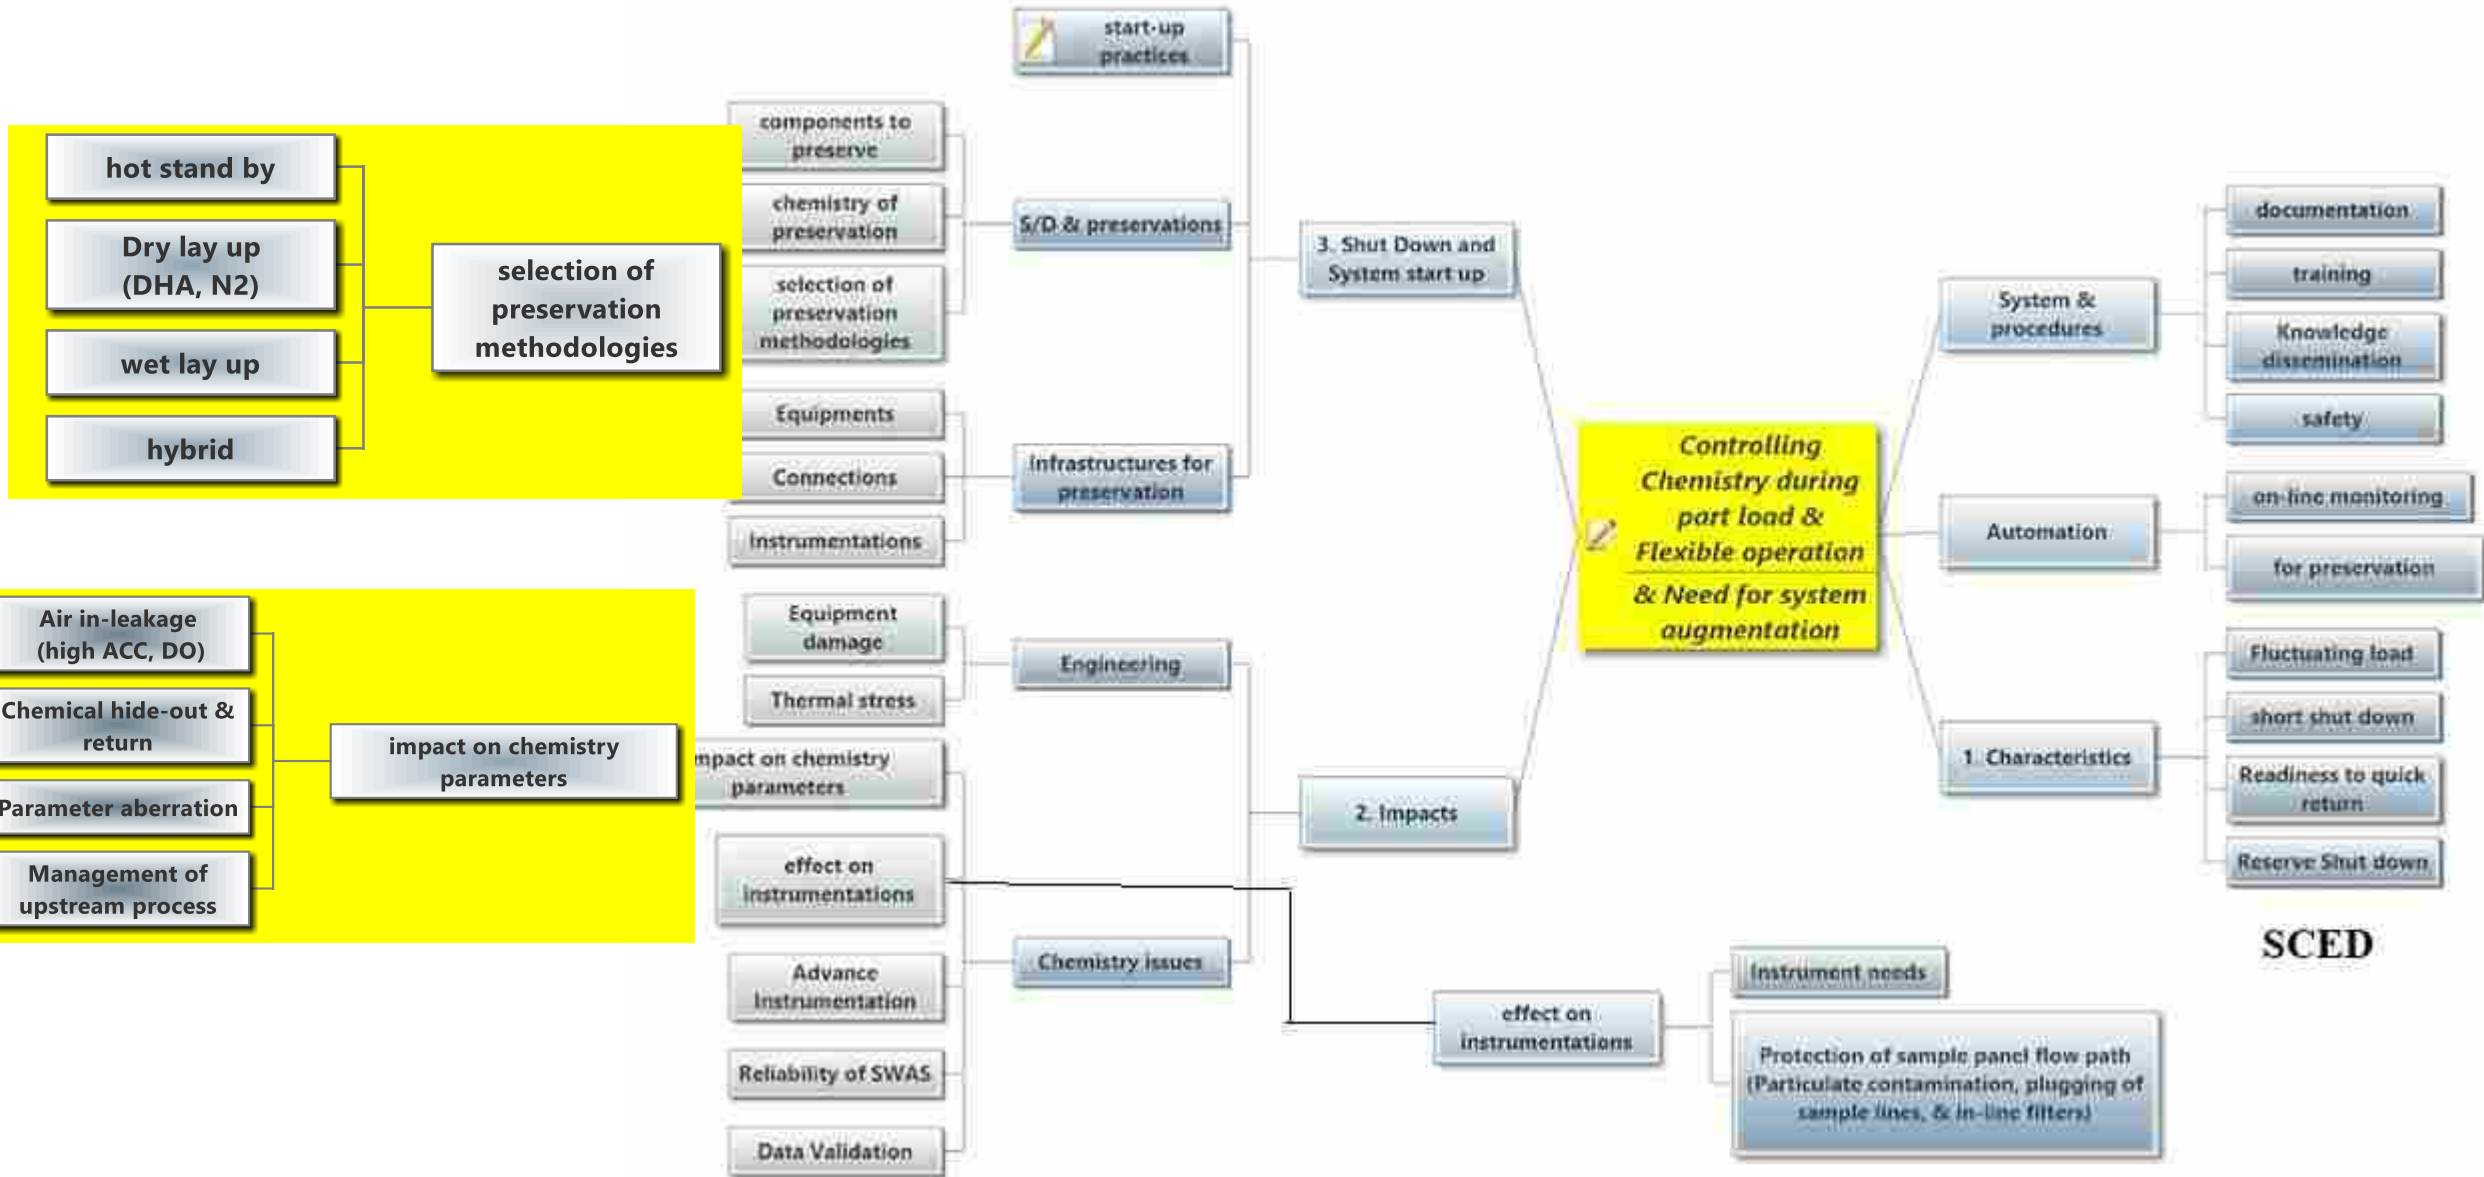 start-up
practices
components to
preserve
chemistry of
preservation
selection of
preservation
methodologies
S/D & preservations
Equipments
Connections
Instrumentations
Infrastructures for
preservation
3. Shut Down and
System start up
hot stand by
Dry lay up
(DHA, N2)
wet lay up
hybrid
selection of
preservation
methodologies
Air in-leakage
(high ACC, DO)
Chemical hide-out &
return
Parameter aberration
Management of
upstream process
impact on chemistry
parameters
Equipment
damage
Thermal stress
Engineering
mpact on chemistry
parameters
effect on
instrumentations
Advance
Instrumentation
Reliability of SWAS
Data Validation
Chemistry issues
2. Impacts
effect on
instrumentations
Instrument needs
Protection of sample panel flow path
(Particulate contamination, plugging of
sample lines, & in-line filters)
Controlling
Chemistry during
part load &
Flexible operation
& Need for system
augmentation
System &
procedures
documentation
training
Knowledge
dissemination
safety
Automation
on-line monitoring
for preservation
1. Characteristics
Fluctuating load
short shut down
Readiness to quick
return
Reserve Shut down
SCED